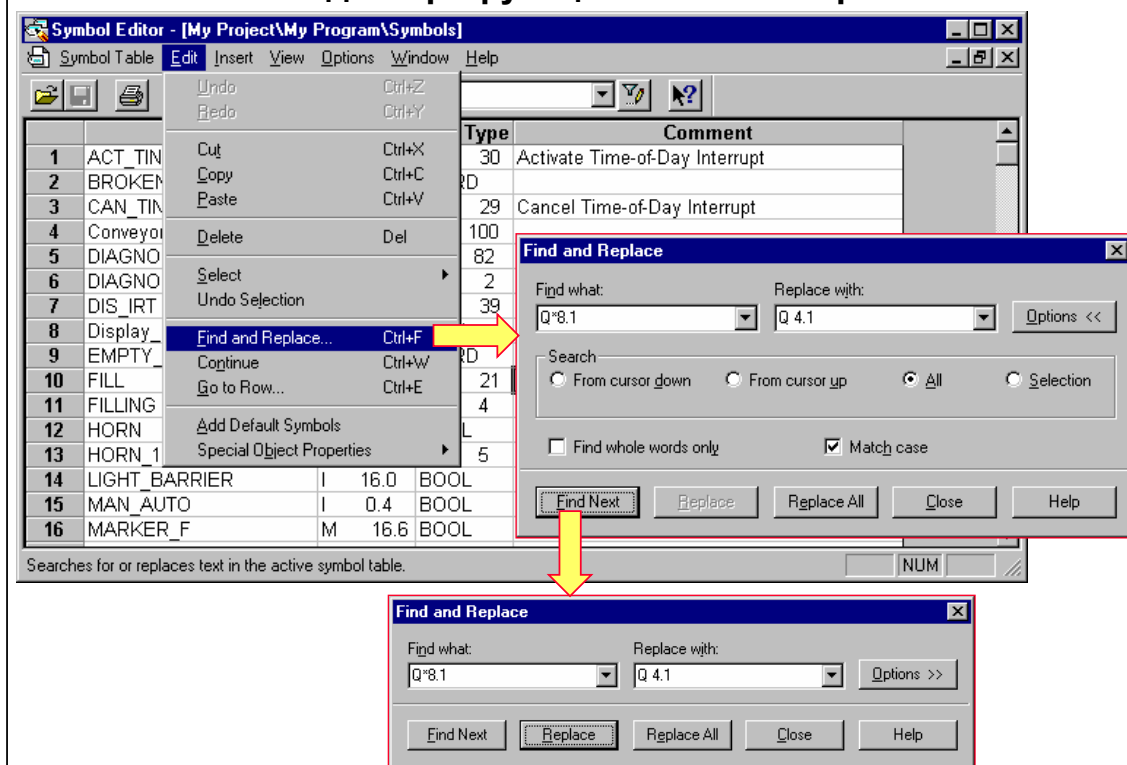 Symbol Editor - [My Project\My Program\Symbols]
Symbol Table Edit Insert View Options Window Help
Undo Ctrl+Z
Redo Ctrl+Y
Cut Ctrl+X
Copy Ctrl+C
Paste Ctrl+V
Delete Del
Select
Undo Selection
Find and Replace... Ctrl+F
Continue Ctrl+W
Go to Row... Ctrl+E
Add Default Symbols
Special Object Properties
Type Comment
1 ACT_TIN 30 Activate Time-of-Day Interrupt
2 BROKEN RD
3 CAN_TIN 29 Cancel Time-of-Day Interrupt
4 Conveyor 100
5 DIAGNO 82
6 DIAGNO 2
7 DIS_IRT 39
8 Display_
9 EMPTY_ RD
10 FILL 21
11 FILLING 4
12 HORN L
13 HORN_1 5
14 LIGHT_BARRIER I 16.0 BOOL
15 MAN_AUTO I 0.4 BOOL
16 MARKER_F M 16.6 BOOL
Searches for or replaces text in the active symbol table. NUM
Find and Replace
Find what: Replace with:
Q*8.1 Q 4.1 Options <<
Search
From cursor down From cursor up All Selection
Find whole words only Match case
Find Next Replace Replace All Close Help
Find and Replace
Find what: Replace with:
Q*8.1 Q 4.1 Options >>
Find Next Replace Replace All Close Help